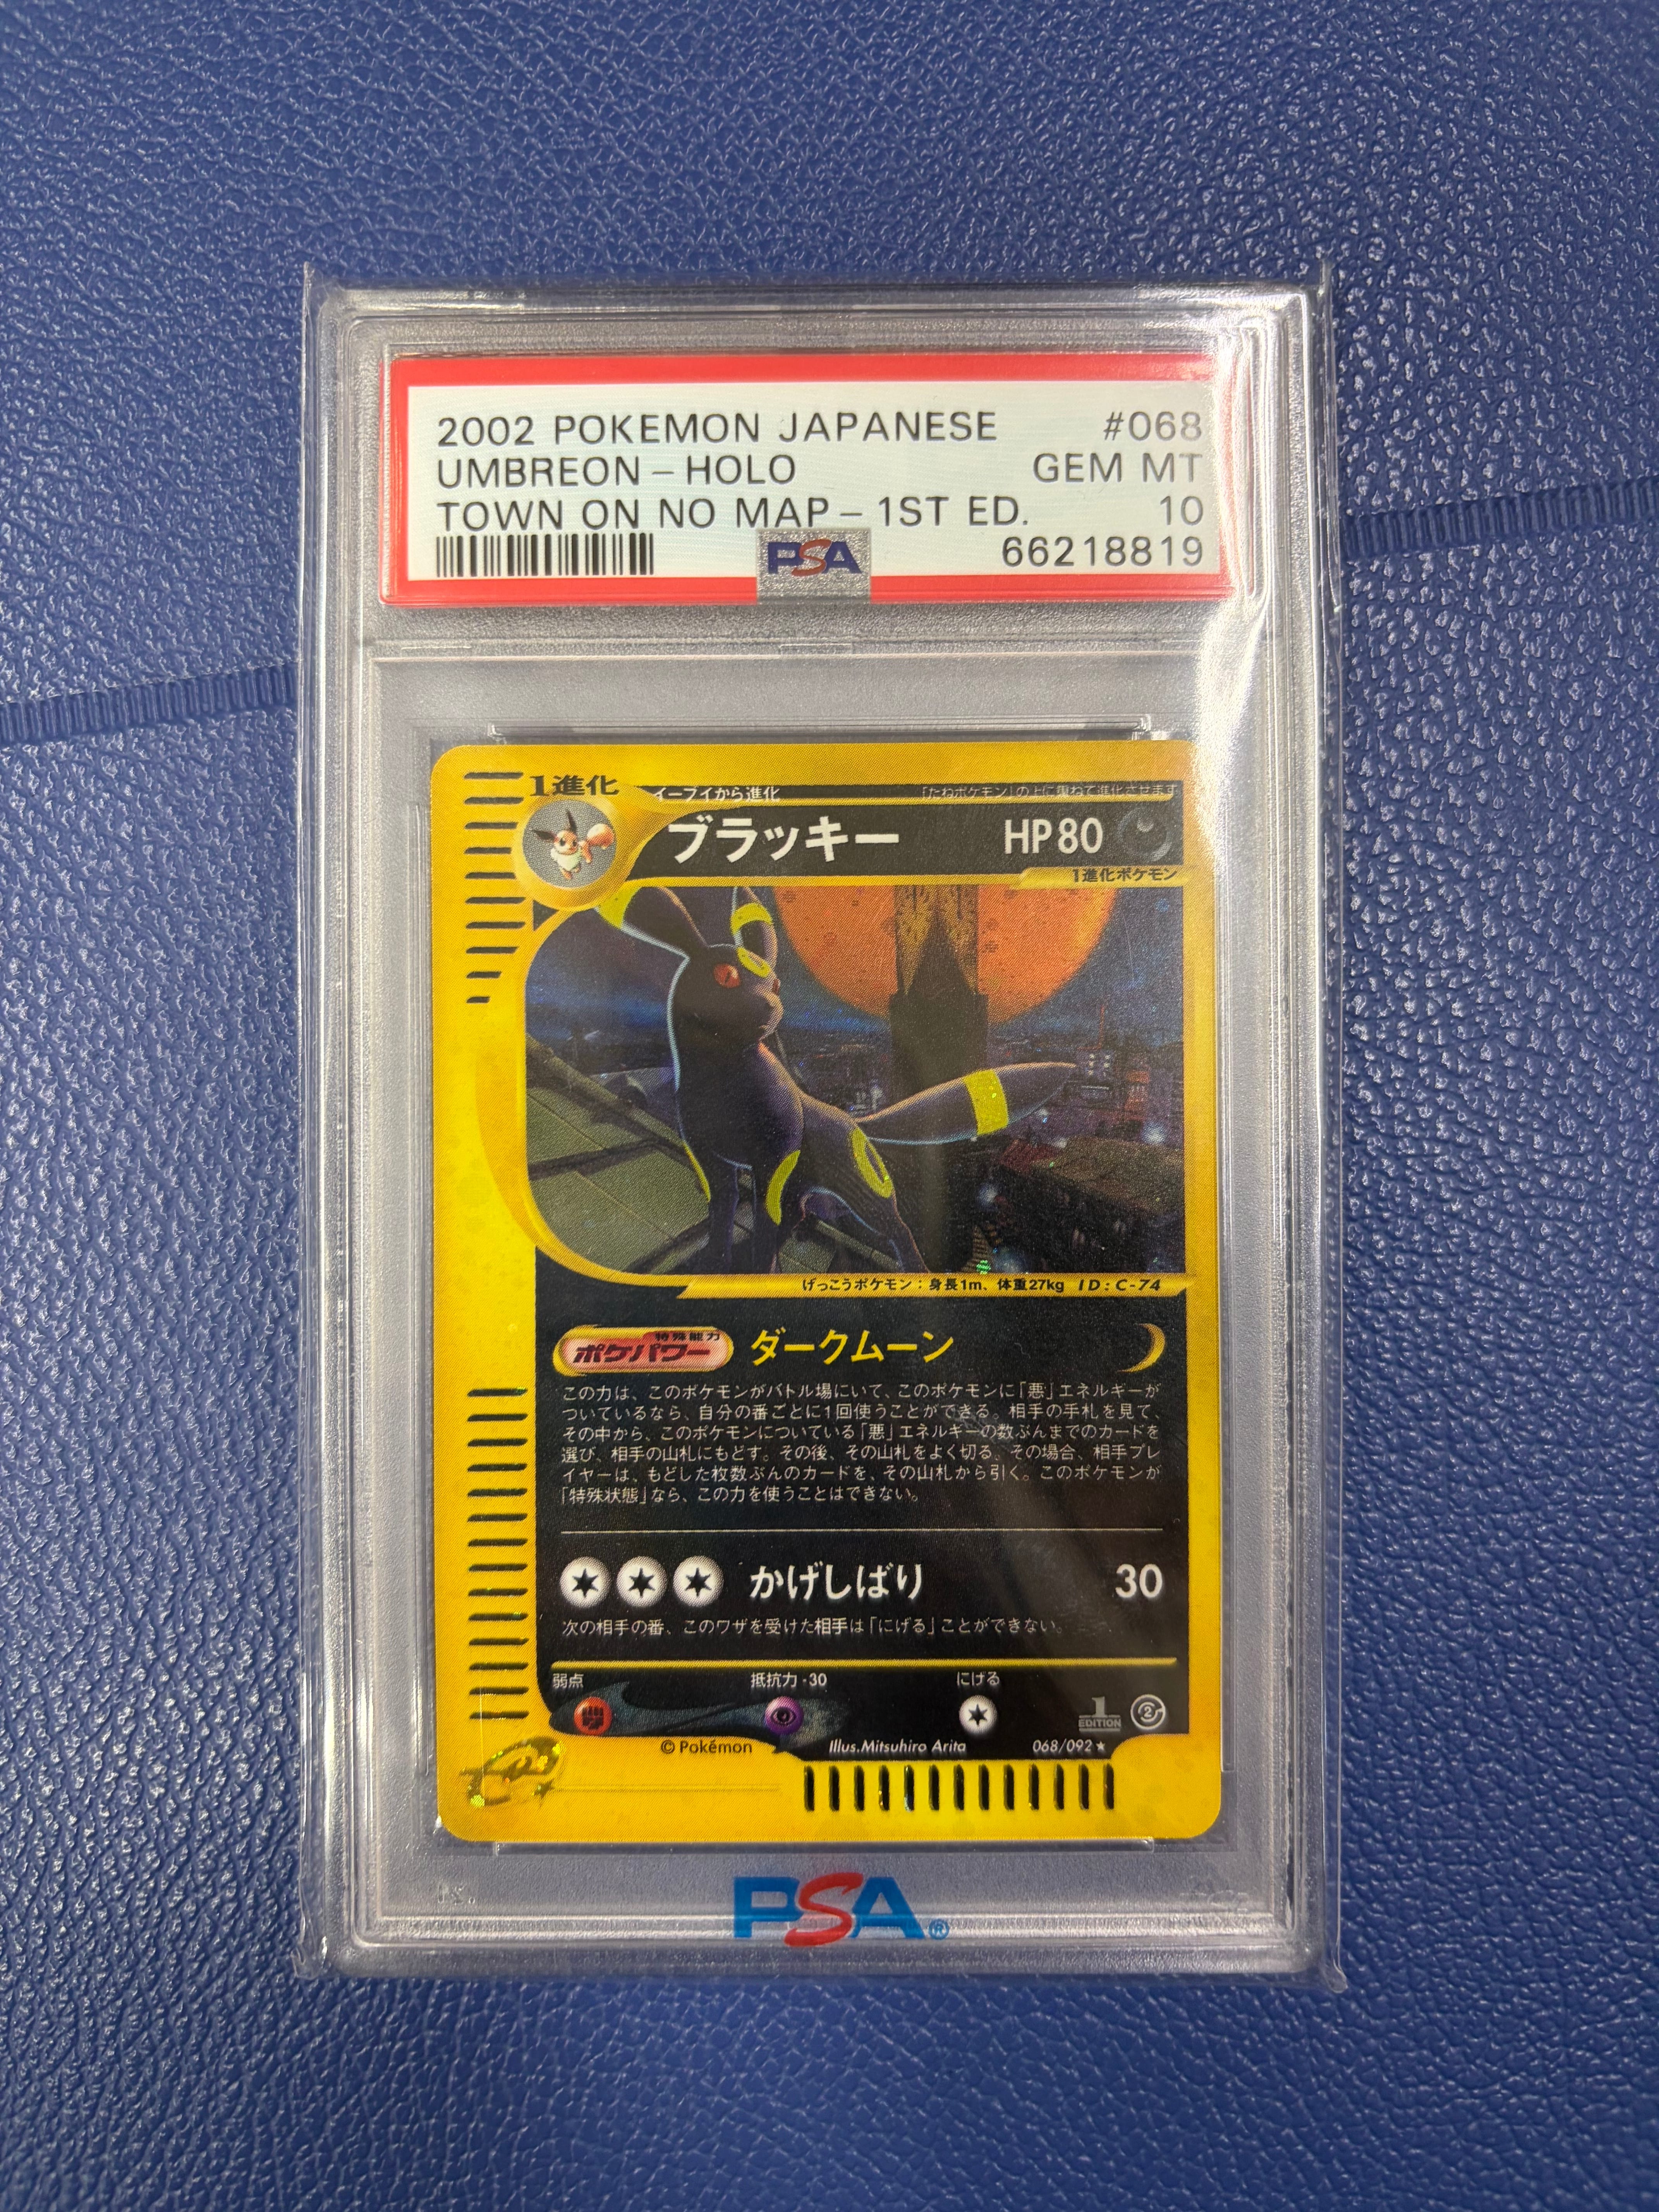 2002 POKEMON JAPANESE #068
UMBREON - HOLO GEM MT
TOWN ON NO MAP - 1ST ED. 10
PSA 66218819
1進化
イーブイから進化 「たねポケモン」の上に重ねて進化させます
ブラッキー HP80
1進化ポケモン
げっこうポケモン：身長1m、体重27kg ID：C-74
特殊能力
ポケパワー ダークムーン
この力は、このポケモンがバトル場にいて、このポケモンに「悪」エネルギーが
ついているなら、自分の番ごとに1回使うことができる。相手の手札を見て、
その中から、このポケモンについている「悪」エネルギーの数ぶんまでのカードを
選び、相手の山札にもどす。その後、その山札をよく切る。その場合、相手プレ
イヤーは、もどした枚数ぶんのカードを、その山札から引く。このポケモンが
「特殊状態」なら、この力を使うことはできない。
かげしばり 30
次の相手の番、このワザを受けた相手は「にげる」ことができない。
弱点 抵抗力-30 にげる
1 EDITION 2
© Pokémon Illus.Mitsuhiro Arita 068/092★
PSA®